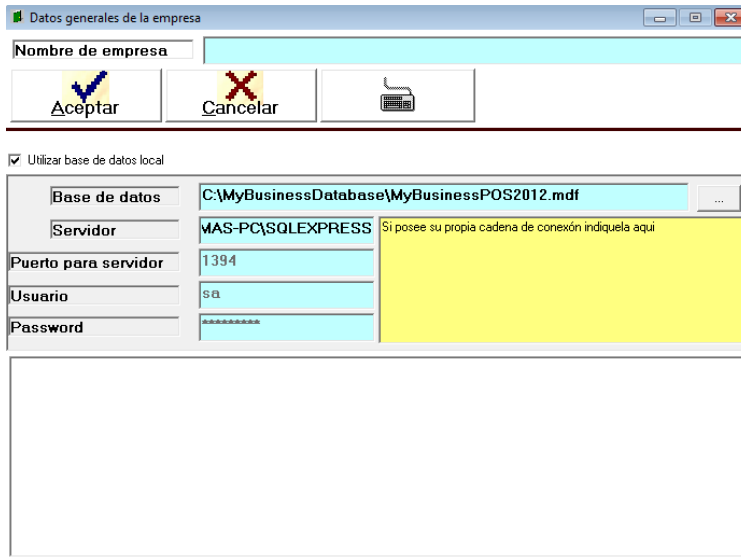 Datos generales de la empresa
Nombre de empresa
Aceptar
Cancelar
Utilizar base de datos local
Base de datos
C:\MyBusinessDatabase\MyBusinessPOS2012.mdf
...
Servidor
MAS-PC\SQLEXPRESS
Si posee su propia cadena de conexón indiquela aqui
Puerto para servidor
1394
Usuario
sa
Password
*********